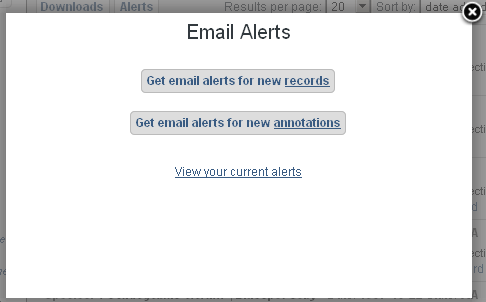 Downloads Alerts Results per page: 20 Sort by: date ad
Email Alerts
Get email alerts for new records
Get email alerts for new annotations
View your current alerts